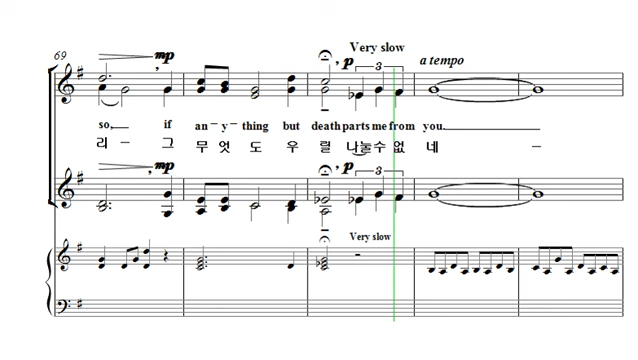 69
mp
, p
Very slow
3
a tempo
so, if an-y-thing but death parts me from you.
리 - 그 무 엇 도 우 릴 나눌수 없 네 -
mp
, p
3
Very slow